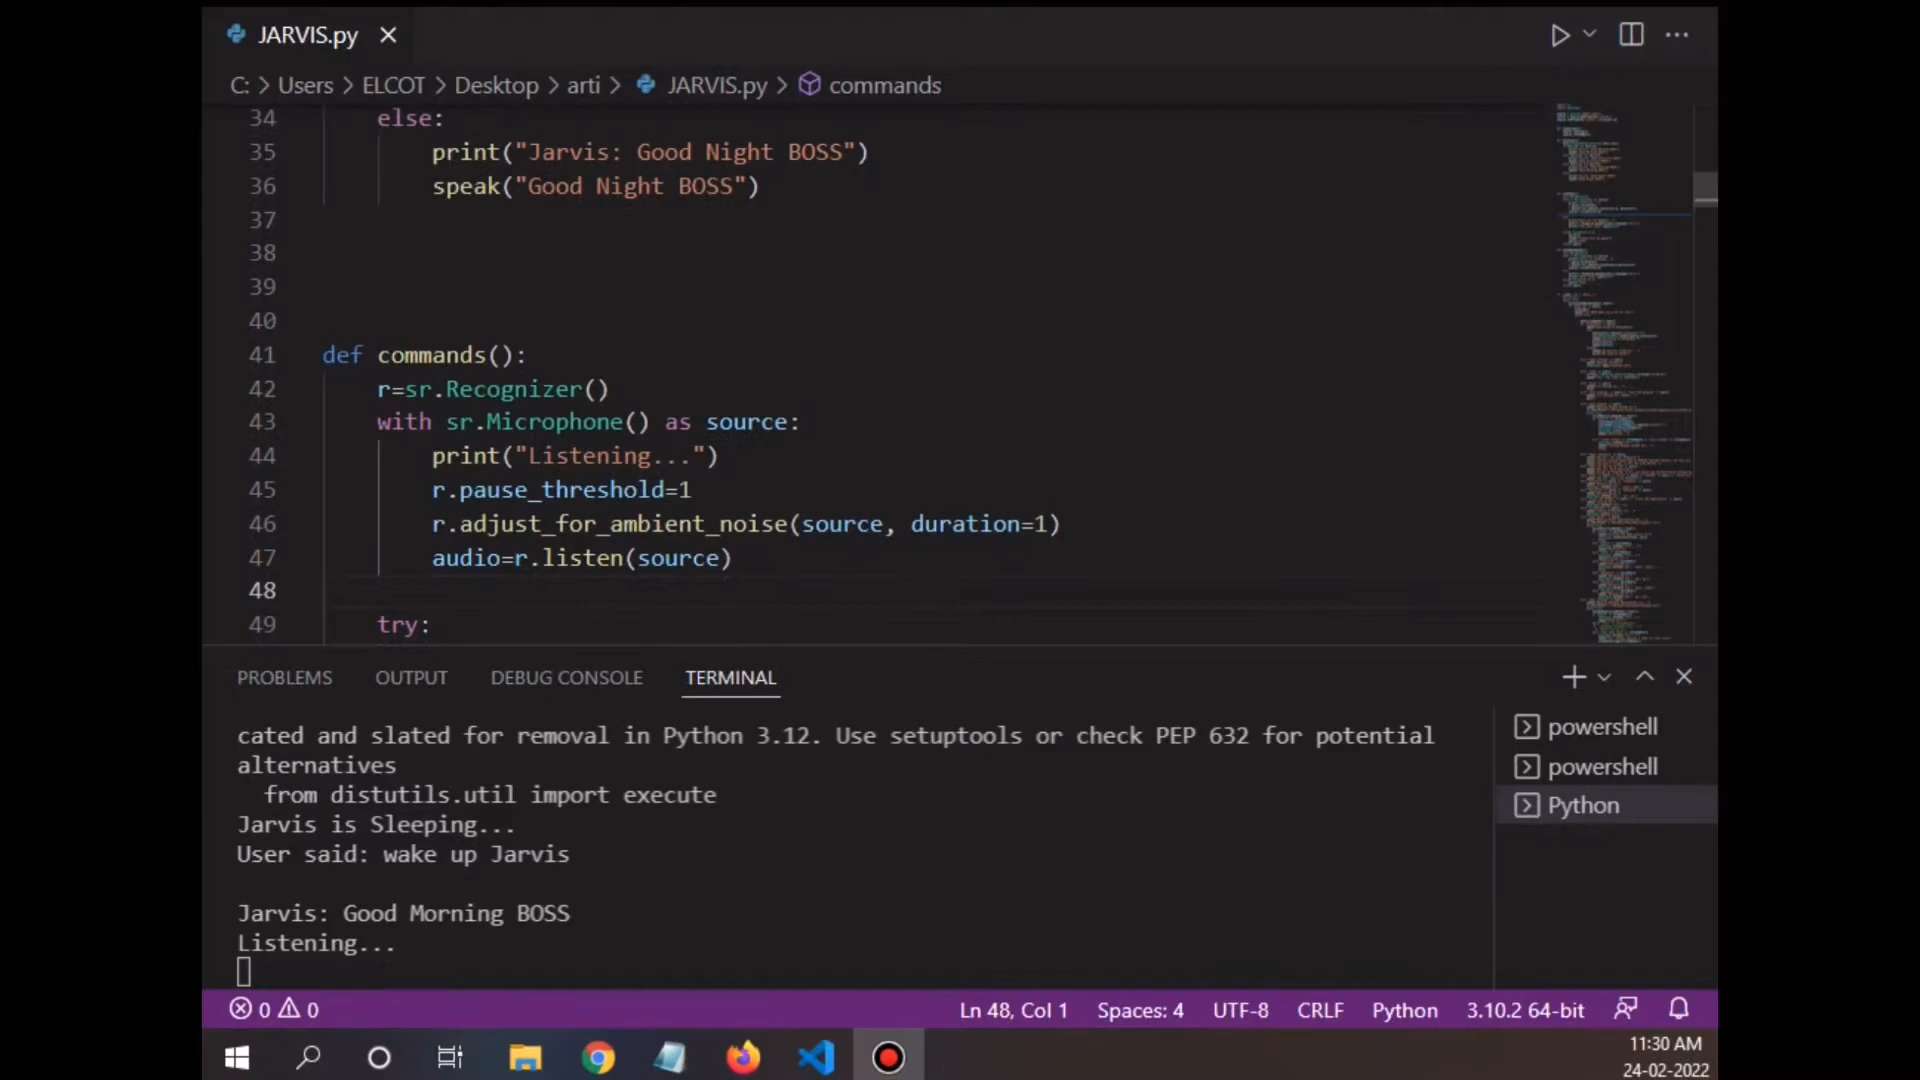 JARVIS.py
C: > Users > ELCOT > Desktop > arti > JARVIS.py > commands
34 else:
35 print("Jarvis: Good Night BOSS")
36 speak("Good Night BOSS")
37
38
39
40
41 def commands():
42 r=sr.Recognizer()
43 with sr.Microphone() as source:
44 print("Listening...")
45 r.pause_threshold=1
46 r.adjust_for_ambient_noise(source, duration=1)
47 audio=r.listen(source)
48
49 try:
PROBLEMS OUTPUT DEBUG CONSOLE TERMINAL
cated and slated for removal in Python 3.12. Use setuptools or check PEP 632 for potential
alternatives
from distutils.util import execute
Jarvis is Sleeping...
User said: wake up Jarvis
Jarvis: Good Morning BOSS
Listening...
powershell
powershell
Python
0 0 Ln 48, Col 1 Spaces: 4 UTF-8 CRLF Python 3.10.2 64-bit
11:30 AM
24-02-2022